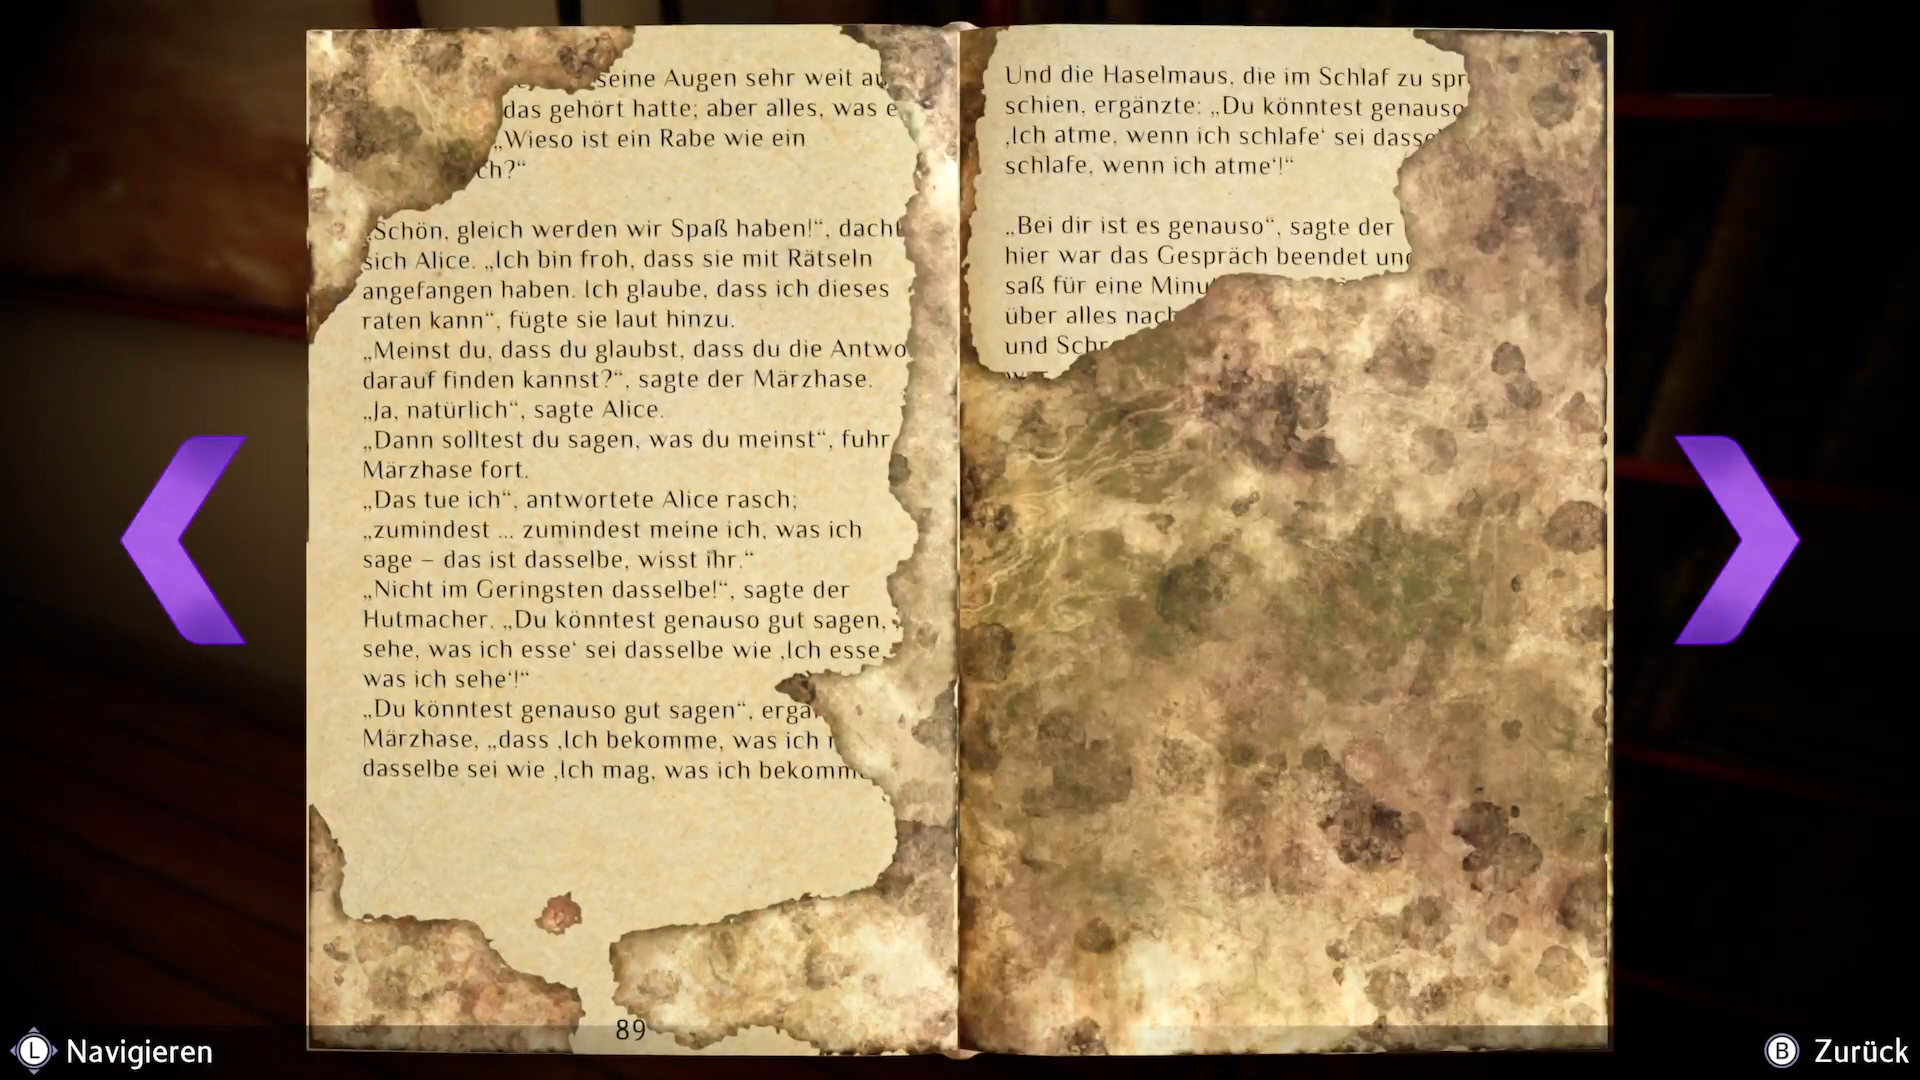 seine Augen sehr weit
das gehört hatte; aber alles, was
„Wieso ist ein Rabe wie ein
ch?“
„Schön, gleich werden wir Spaß haben!“, dacht
sich Alice. „Ich bin froh, dass sie mit Rätseln
angefangen haben. Ich glaube, dass ich dieses
raten kann“, fügte sie laut hinzu.
„Meinst du, dass du glaubst, dass du die Antwo
darauf finden kannst?“, sagte der Märzhase.
„Ja, natürlich“, sagte Alice.
„Dann solltest du sagen, was du meinst“, fuhr
Märzhase fort.
„Das tue ich“, antwortete Alice rasch;
„zumindest ... zumindest meine ich, was ich
sage – das ist dasselbe, wisst ihr.“
„Nicht im Geringsten dasselbe!“, sagte der
Hutmacher. „Du könntest genauso gut sagen,
sehe, was ich esse‘ sei dasselbe wie ‚Ich esse,
was ich sehe‘!“
„Du könntest genauso gut sagen“, ergä
Märzhase, „dass ‚Ich bekomme, was ich
dasselbe sei wie ‚Ich mag, was ich bekomm
89
Und die Haselmaus, die im Schlaf zu spr
schien, ergänzte: „Du könntest genauso
‚Ich atme, wenn ich schlafe‘ sei dass
schlafe, wenn ich atme‘!“
„Bei dir ist es genauso“, sagte der
hier war das Gespräch beendet und
saß für eine Minu
über alles nach
und Schr
L Navigieren
B Zurück